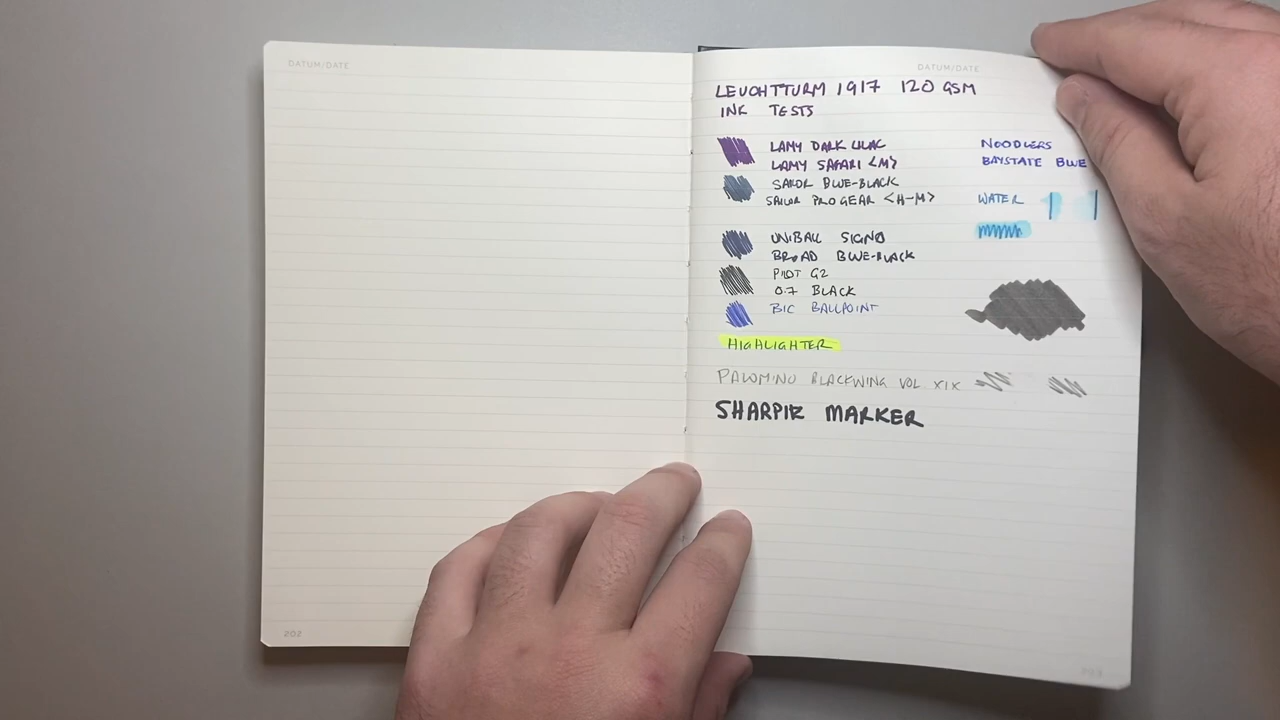 DATUM/DATE
202
DATUM/DATE
LEUCHTTURM 1917 120 GSM
INK TESTS
LAMY DARK LILAC
LAMY SAFARI <M>
SAILOR BLUE-BLACK
SAILOR PRO GEAR <H-M>
UNIBALL SIGNO
BROAD BLUE-BLACK
PILOT G2
0.7 BLACK
BIC BALLPOINT
HIGHLIGHTER
PALOMINO BLACKWING VOL XIX
SHARPIE MARKER
NOODLERS
BAYSTATE BLUE
WATER
203